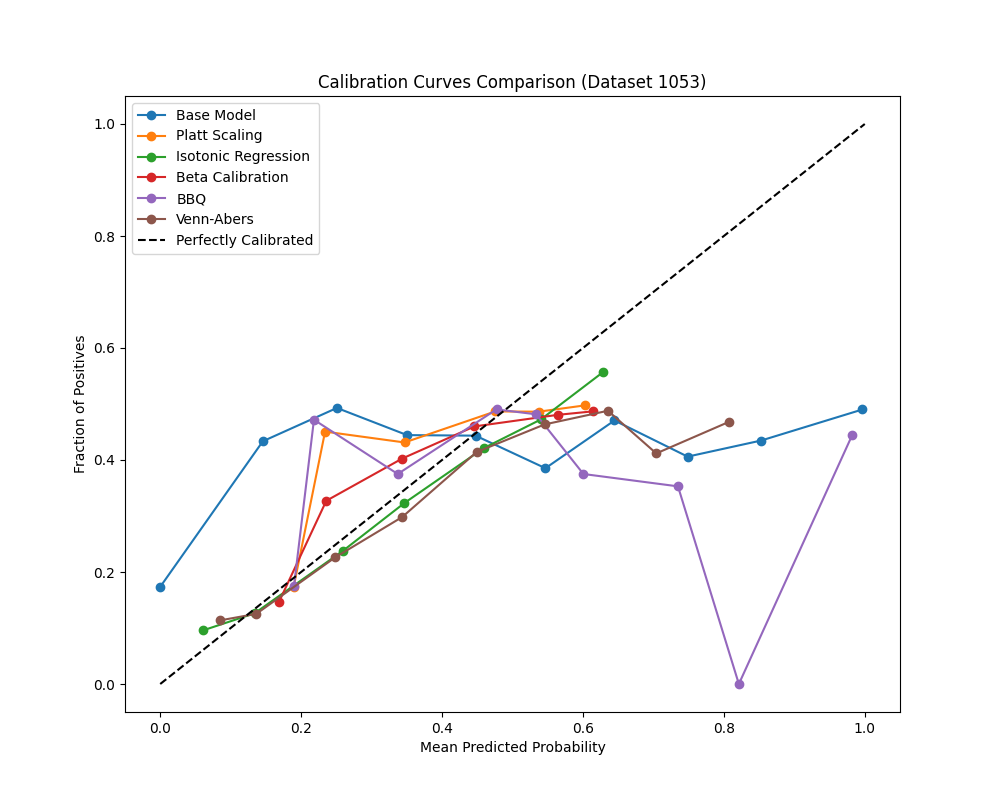 Calibration Curves Comparison (Dataset 1053)
Base Model
Platt Scaling
Isotonic Regression
Beta Calibration
BBQ
Venn-Abers
Perfectly Calibrated
Fraction of Positives
1.0
0.8
0.6
0.4
0.2
0.0
0.0 0.2 0.4 0.6 0.8 1.0
Mean Predicted Probability